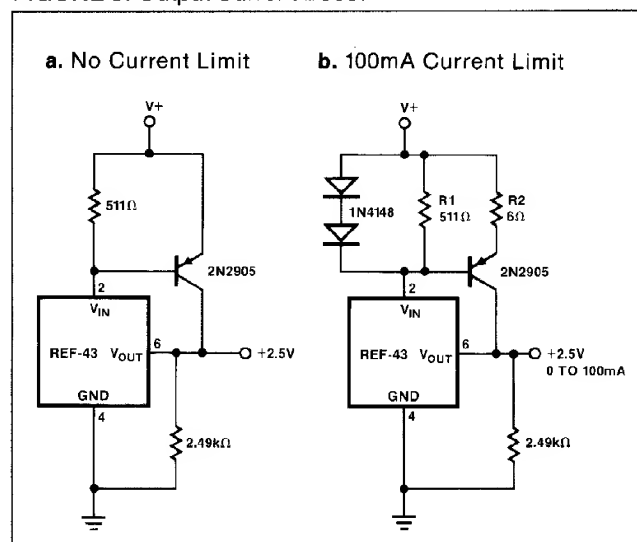 a. No Current Limit
V+
511Ω
2N2905
2
VIN
REF-43
VOUT
6
+2.5V
GND
4
2.49kΩ
b. 100mA Current Limit
V+
1N4148
R1
511Ω
R2
6Ω
2N2905
2
VIN
REF-43
VOUT
6
+2.5V
0 TO 100mA
GND
4
2.49kΩ